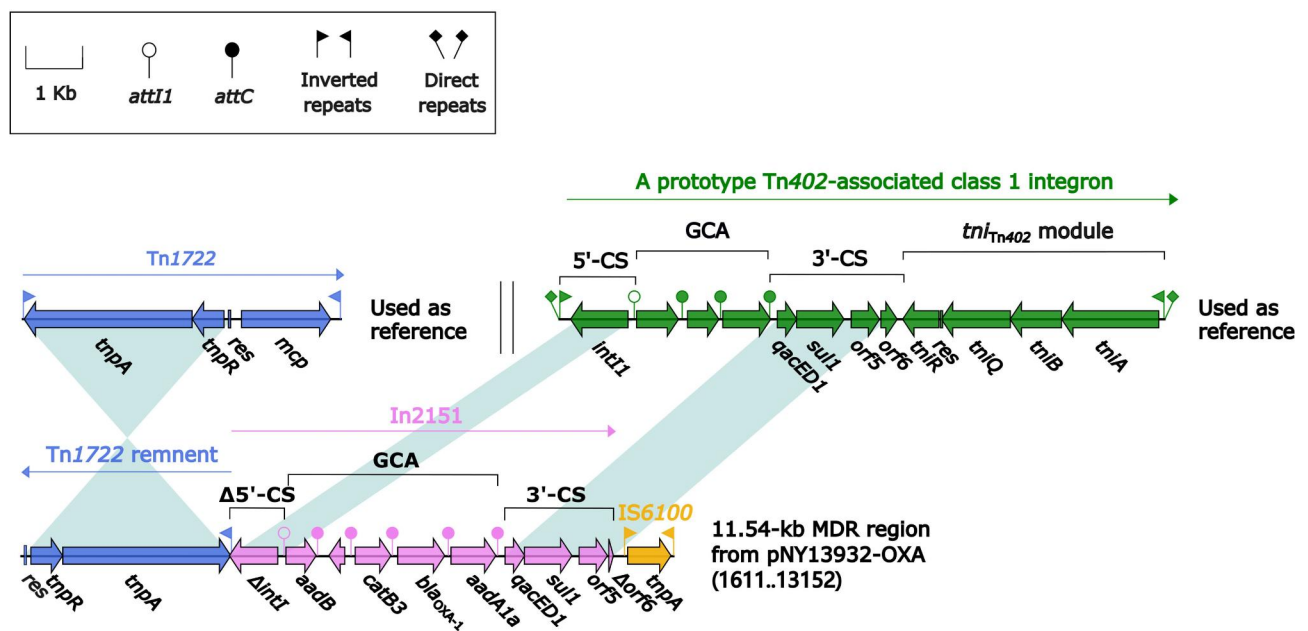 1 Kb
attI1
attC
Inverted
repeats
Direct
repeats
A prototype Tn402-associated class 1 integron
GCA
tniTn402 module
5'-CS
3'-CS
Tn1722
Used as
reference
Used as
reference
tnpA
tnpR
res
mcp
intI1
qacED1
sul1
orf5
orf6
tniR
res
tniQ
tniB
tniA
In2151
Tn1722 remnent
GCA
Δ5'-CS
3'-CS
IS6100
11.54-kb MDR region
from pNY13932-OXA
(1611..13152)
res
tnpR
tnpA
ΔintI
aadB
catB3
blaOXA-1
aadA1a
qacED1
sul1
orf5
Δorf6
tnpA